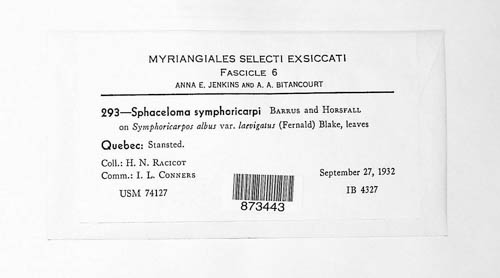 MYRIANGIALES SELECTI EXSICCATI
FASCICLE 6
ANNA E. JENKINS AND A. A. BITANCOURT
293—Sphaceloma symphoricarpi BARRUS and HORSFALL
on Symphoricarpos albus var. laevigatus (Fernald) Blake, leaves
Quebec: Stansted.
Coll.: H. N. RACICOT
Comm.: I. L. CONNERS September 27, 1932
USM 74127 IB 4327
873443